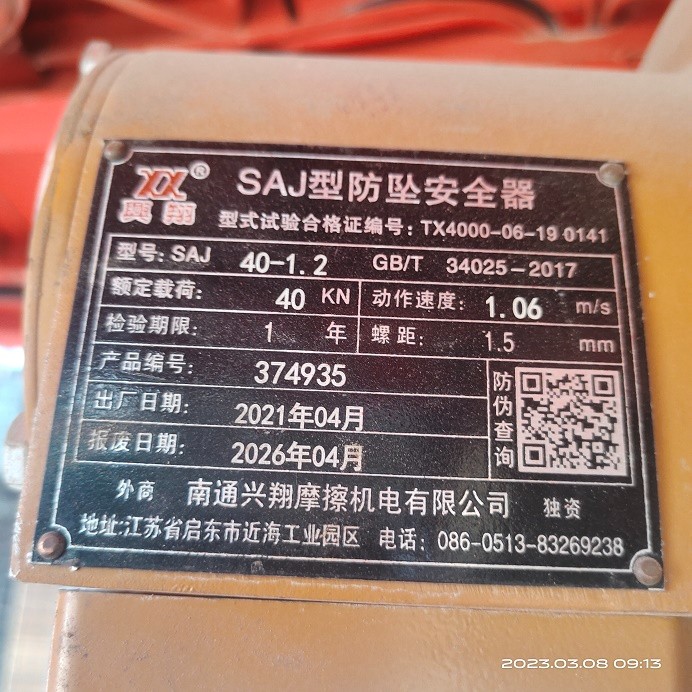 XX®
興翔
SAJ型防坠安全器
型式试验合格证编号: TX4000-06-19 0141
型号: SAJ 40-1.2 GB/T 34025-2017
额定载荷: 40 KN 动作速度: 1.06 m/s
检验期限: 1 年 螺距: 1.5 mm
产品编号: 374935
出厂日期: 2021年04月
报废日期: 2026年04月
防伪查询
外商 南通兴翔摩擦机电有限公司 独资
地址:江苏省启东市近海工业园区 电话: 086-0513-83269238
2023.03.08 09:13